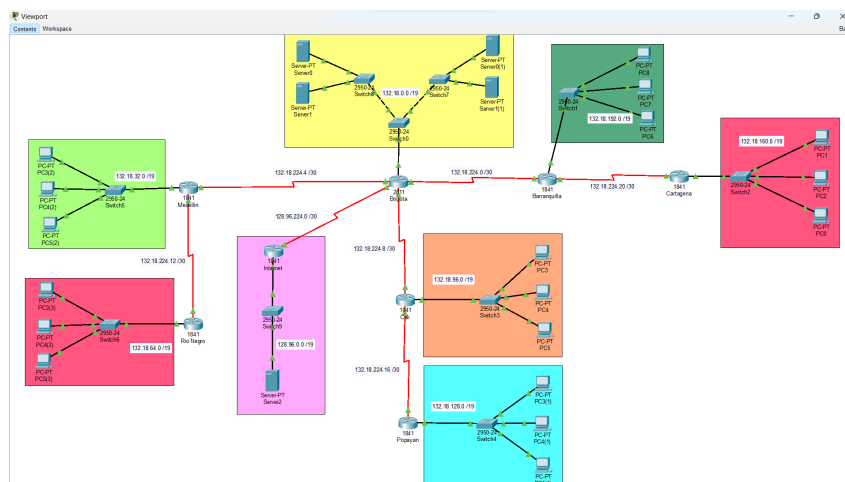 Viewport
Contents Workspace
Ba
Server-PT
Server0
Server-PT
Server1
2950-24
132.18.0.0 /19
2950-24
Switch7
2950-24
Switch0
Server-PT
Server0(1)
Server-PT
Server1(1)
PC-PT
PC8
PC-PT
PC7
PC-PT
PC6
2950-24
Switch1
132.18.192.0 /19
132.18.160.0 /19
PC-PT
PC1
PC-PT
PC2
PC-PT
PC0
2950-24
Switch2
PC-PT
PC3(2)
PC-PT
PC4(2)
PC-PT
PC5(2)
132.18.32.0 /19
2950-24
Switch5
1841
Medellin
132.18.224.4 /30
2811
Bogota
132.18.224.0/30
1841
Barranquilla
132.18.224.20 /30
1841
Cartagena
128.96.224.0/30
132.18.224.12 /30
132.18.224.8 /30
1841
Internet
2950-24
Switch9
128.96.0.0 /19
Server-PT
Server2
PC-PT
PC3(3)
PC-PT
PC4(3)
PC-PT
PC5(3)
2950-24
Switch6
132.18.64.0 /19
1841
Rio Negro
1841
Cali
132.18.96.0 /19
2950-24
Switch3
PC-PT
PC3
PC-PT
PC4
PC-PT
PC5
132.18.224.16 /30
1841
Popayan
132.18.128.0 /19
2950-24
Switch4
PC-PT
PC3(1)
PC-PT
PC4(1)
PC-PT